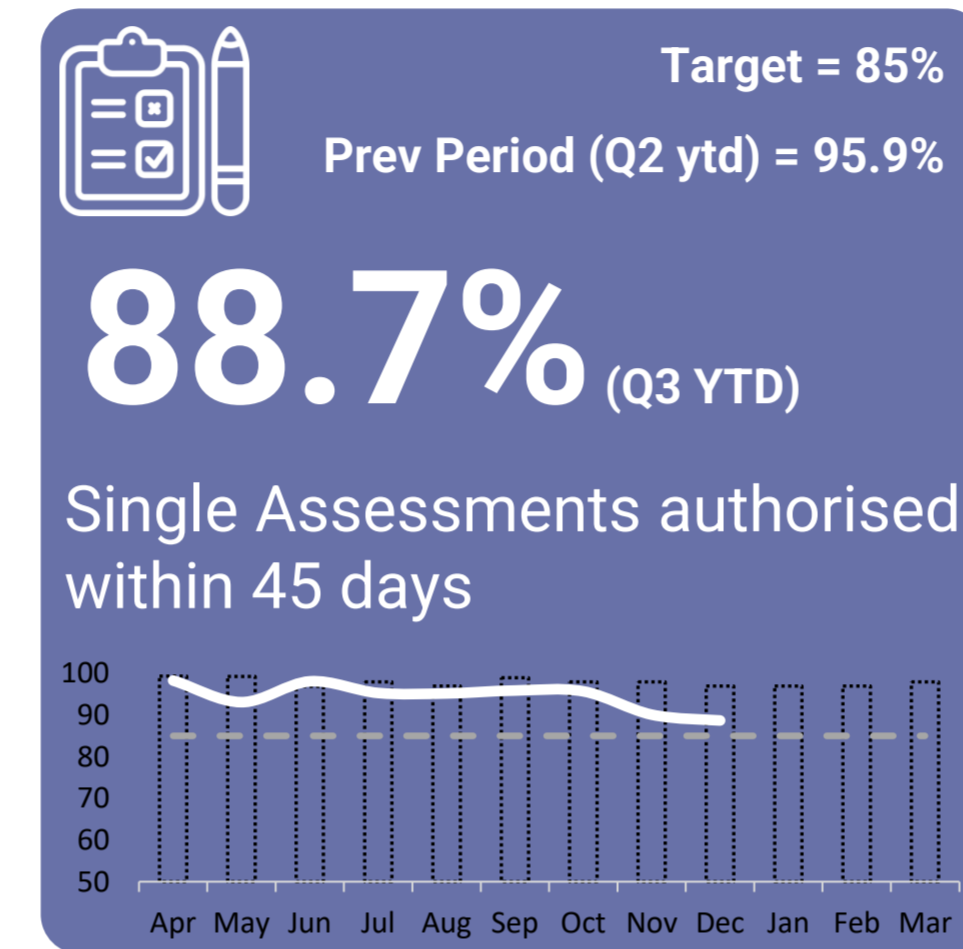 Target = 85%
Prev Period (Q2 ytd) = 95.9%
88.7% (Q3 YTD)
Single Assessments authorised
within 45 days
100
90
80
70
60
50
Apr May Jun Jul Aug Sep Oct Nov Dec Jan Feb Mar